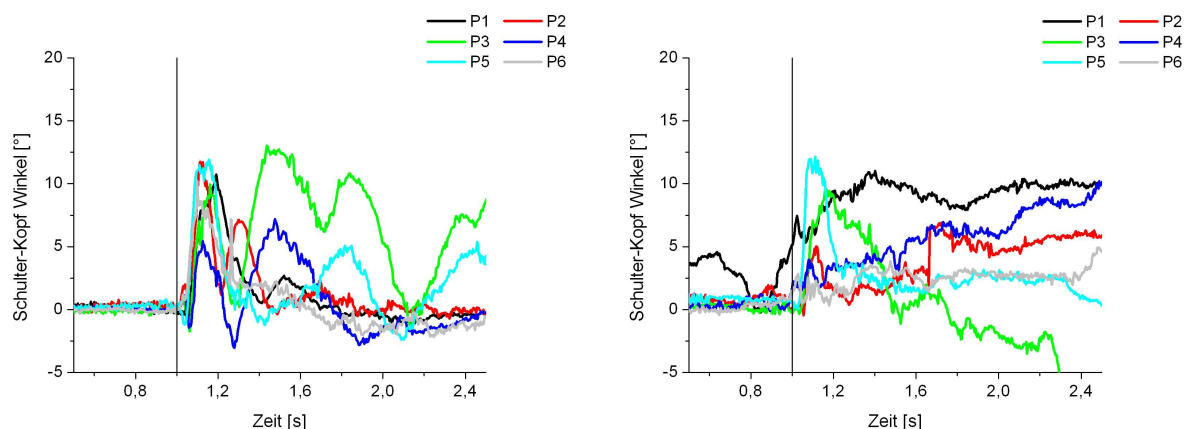 P1 P2
P3 P4
P5 P6
20
15
10
5
0
-5
0,8 1,2 1,6 2,0 2,4
Schulter-Kopf Winkel [°]
Zeit [s]
P1 P2
P3 P4
P5 P6
20
15
10
5
0
-5
0,8 1,2 1,6 2,0 2,4
Schulter-Kopf Winkel [°]
Zeit [s]